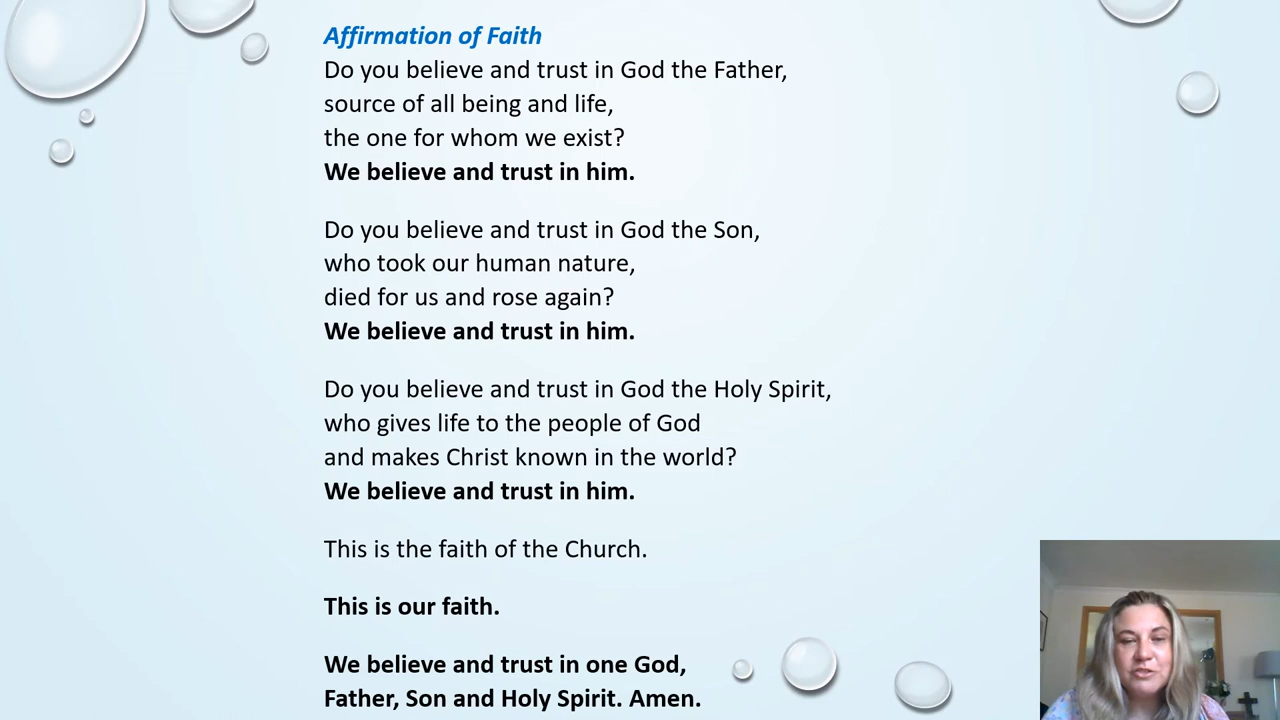 Affirmation of Faith
Do you believe and trust in God the Father,
source of all being and life,
the one for whom we exist?
We believe and trust in him.
Do you believe and trust in God the Son,
who took our human nature,
died for us and rose again?
We believe and trust in him.
Do you believe and trust in God the Holy Spirit,
who gives life to the people of God
and makes Christ known in the world?
We believe and trust in him.
This is the faith of the Church.
This is our faith.
We believe and trust in one God,
Father, Son and Holy Spirit. Amen.